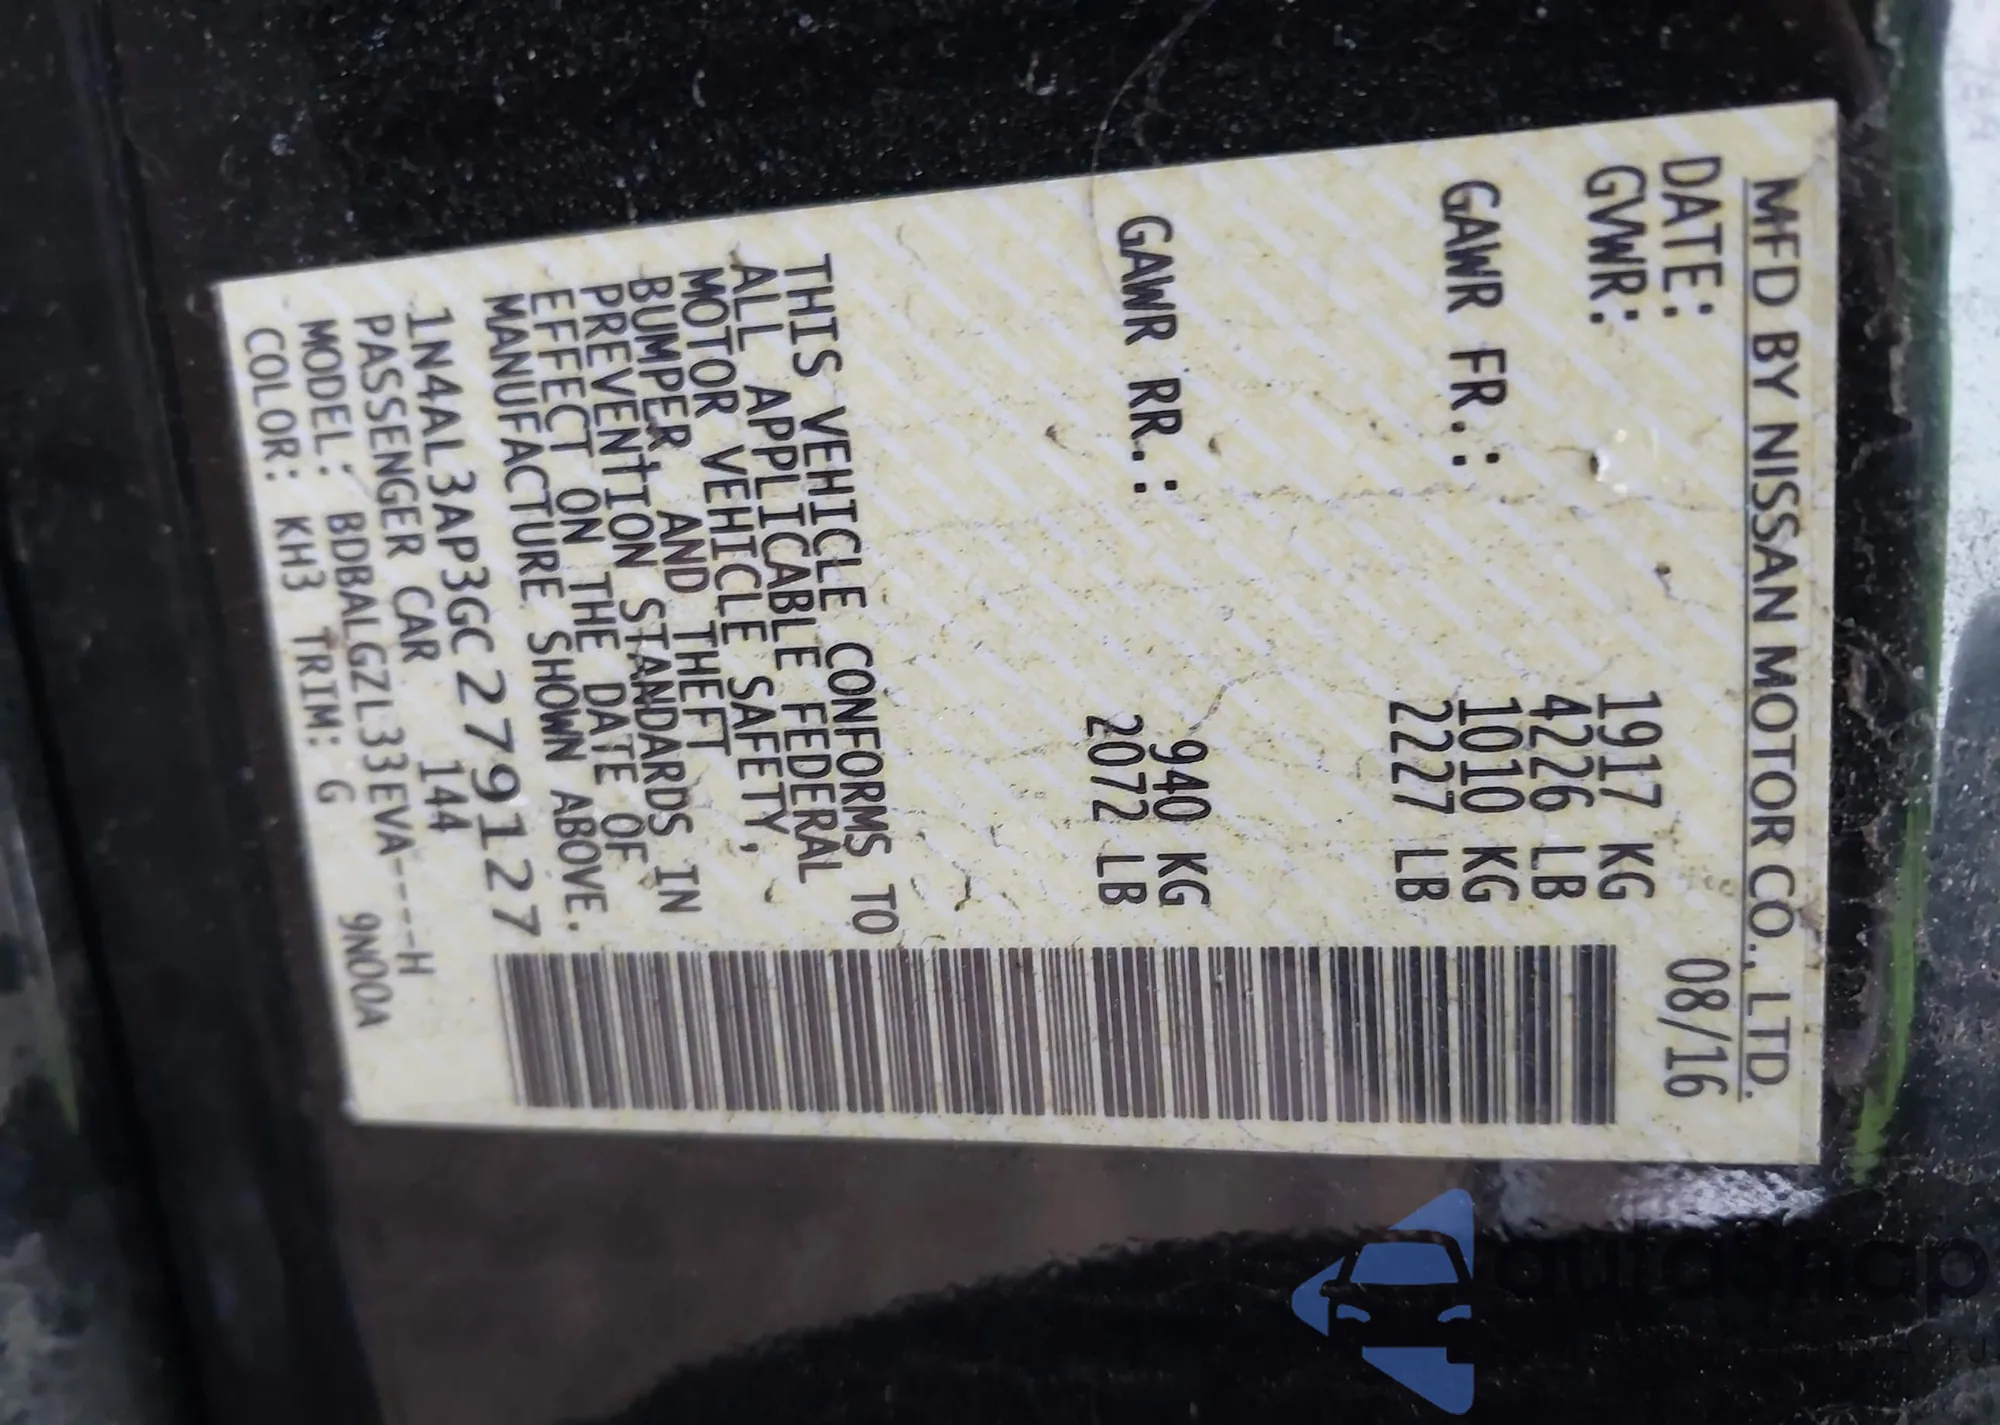 MFD BY NISSAN MOTOR CO., LTD.
DATE: 08/16
GVWR: 1917 KG
4226 LB
GAWR FR.: 1010 KG
2227 LB
GAWR RR.: 940 KG
2072 LB
THIS VEHICLE CONFORMS TO
ALL APPLICABLE FEDERAL
MOTOR VEHICLE SAFETY,
BUMPER, AND THEFT
PREVENTION STANDARDS IN
EFFECT ON THE DATE OF
MANUFACTURE SHOWN ABOVE.
1N4AL3AP3GC279127
PASSENGER CAR 144
MODEL: BDBALGZL33EVA----H
COLOR: KH3 TRIM: G 9N00A
autosnap